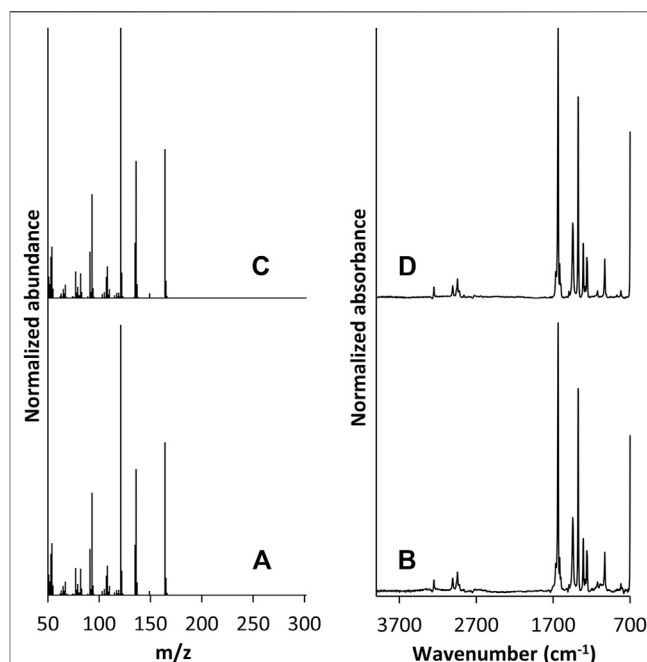 Normalized abundance
C
A
50 100 150 200 250 300
m/z
Normalized absorbance
D
B
3700 2700 1700 700
Wavenumber (cm⁻¹)